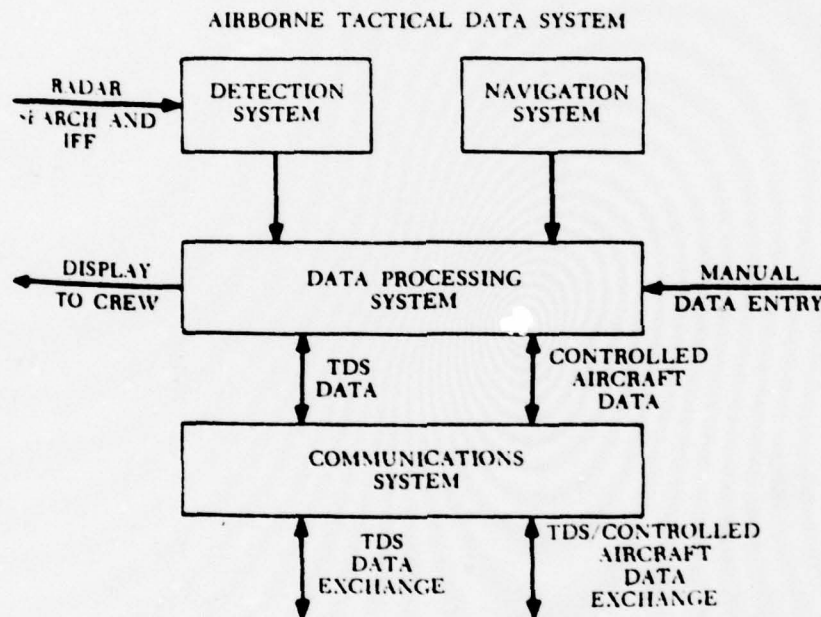 AIRBORNE TACTICAL DATA SYSTEM
RADAR
SEARCH AND
IFF
DETECTION
SYSTEM
NAVIGATION
SYSTEM
DISPLAY
TO CREW
DATA PROCESSING
SYSTEM
MANUAL
DATA ENTRY
TDS
DATA
CONTROLLED
AIRCRAFT
DATA
COMMUNICATIONS
SYSTEM
TDS
DATA
EXCHANGE
TDS/CONTROLLED
AIRCRAFT
DATA
EXCHANGE